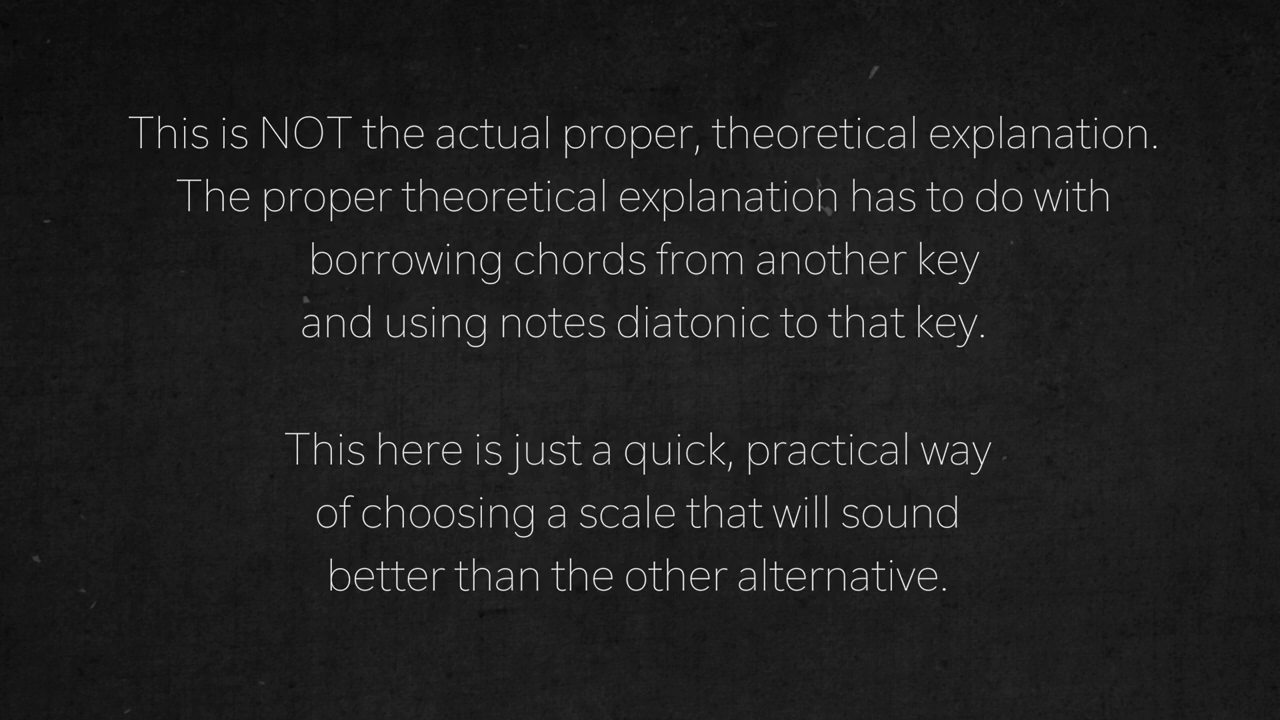 This is NOT the actual proper, theoretical explanation.
The proper theoretical explanation has to do with
borrowing chords from another key
and using notes diatonic to that key.
This here is just a quick, practical way
of choosing a scale that will sound
better than the other alternative.